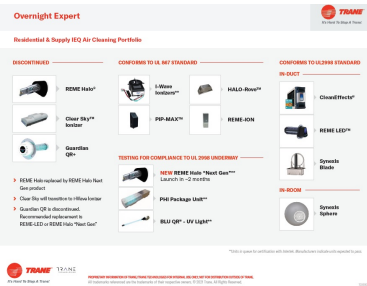 Overnight Expert
TRANE
It's Hard To Stop A Trane.®
Residential & Supply IEQ Air Cleaning Portfolio
DISCONTINUED
REME Halo®
Clear Sky™
Ionizer
Guardian
QR+
REME Halo replaced by REME Halo Next
Gen product
Clear Sky will transition to i-Wave Ionizer
Guardian QR is discontinued.
Recommended replacement is
REME-LED or REME Halo "Next Gen"
CONFORMS TO UL 867 STANDARD
I-Wave
Ionizers**
HALO-Rove™
PIP-MAX™
REME-ION
TESTING FOR COMPLIANCE TO UL 2998 UNDERWAY
NEW REME Halo "Next Gen"**
Launch in ~2 months
PHI Package Unit**
BLU QR® - UV Light**
CONFORMS TO UL2998 STANDARD
IN-DUCT
CleanEffects®
REME LED™
Synexis
Blade
IN-ROOM
Synexis
Sphere
TRANE
TRANE
It's Hard To Stop A Trane.®